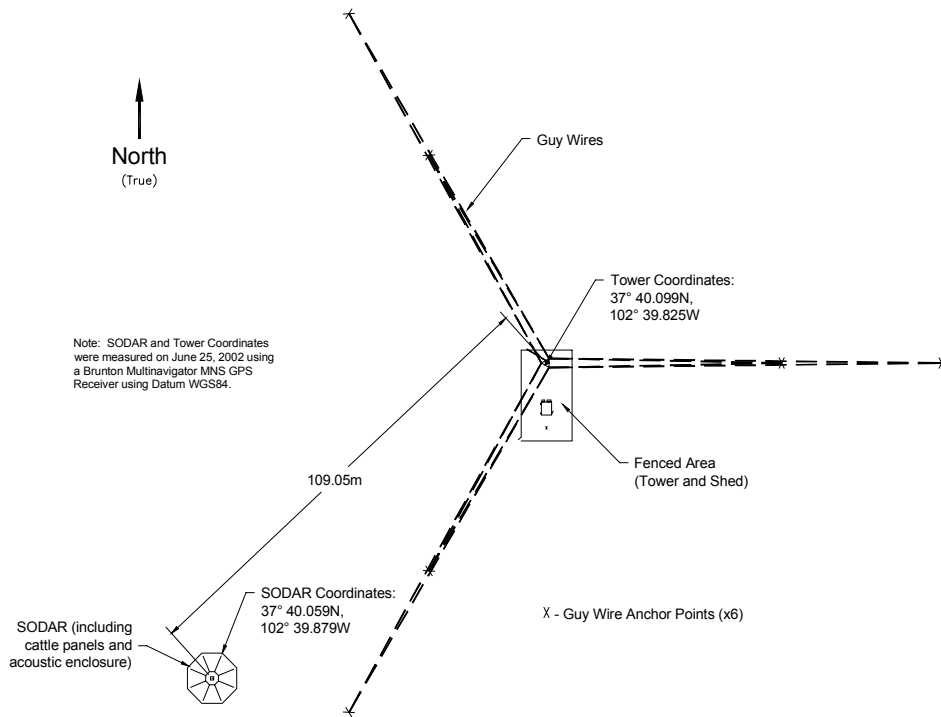 North
(True)
Guy Wires
Tower Coordinates:
37° 40.099N,
102° 39.825W
Note: SODAR and Tower Coordinates
were measured on June 25, 2002 using
a Brunton Multinavigator MNS GPS
Receiver using Datum WGS84.
Fenced Area
(Tower and Shed)
109.05m
SODAR Coordinates:
37° 40.059N,
102° 39.879W
X - Guy Wire Anchor Points (x6)
SODAR (including
cattle panels and
acoustic enclosure)